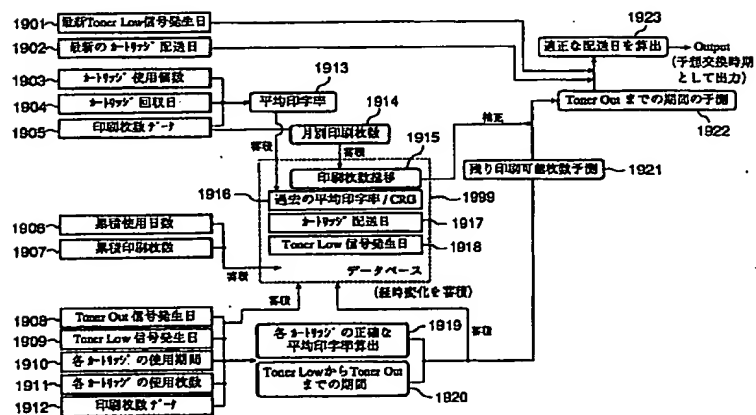 1901 最新Toner Low信号発生日
1902 最新のカートリッジ配送日
1903 カートリッジ使用個数
1904 カートリッジ回収日
1905 印刷枚数データ
1913
平均印字率
1914
月別印刷枚数
蓄積
蓄積
1915
印刷枚数推移
1916 過去の平均印字率/CRG
1999
カートリッジ配送日 1917
Toner Low信号発生日 1918
データベース
(経時変化を蓄積)
1906 累積使用日数
1907 累積印刷枚数
蓄積
1908 Toner Out信号発生日
1909 Toner Low信号発生日
1910 各カートリッジの使用期間
1911 各カートリッジの使用枚数
1912 印刷枚数データ
蓄積
1919
各カートリッジの正確な
平均印字率算出
Toner LowからToner Out
までの期間
1920
蓄積
補正
残り印刷可能枚数予測 1921
Toner Outまでの期間の予測
1922
1923
適正な配送日を算出
Output
(予想交換時期
として出力)